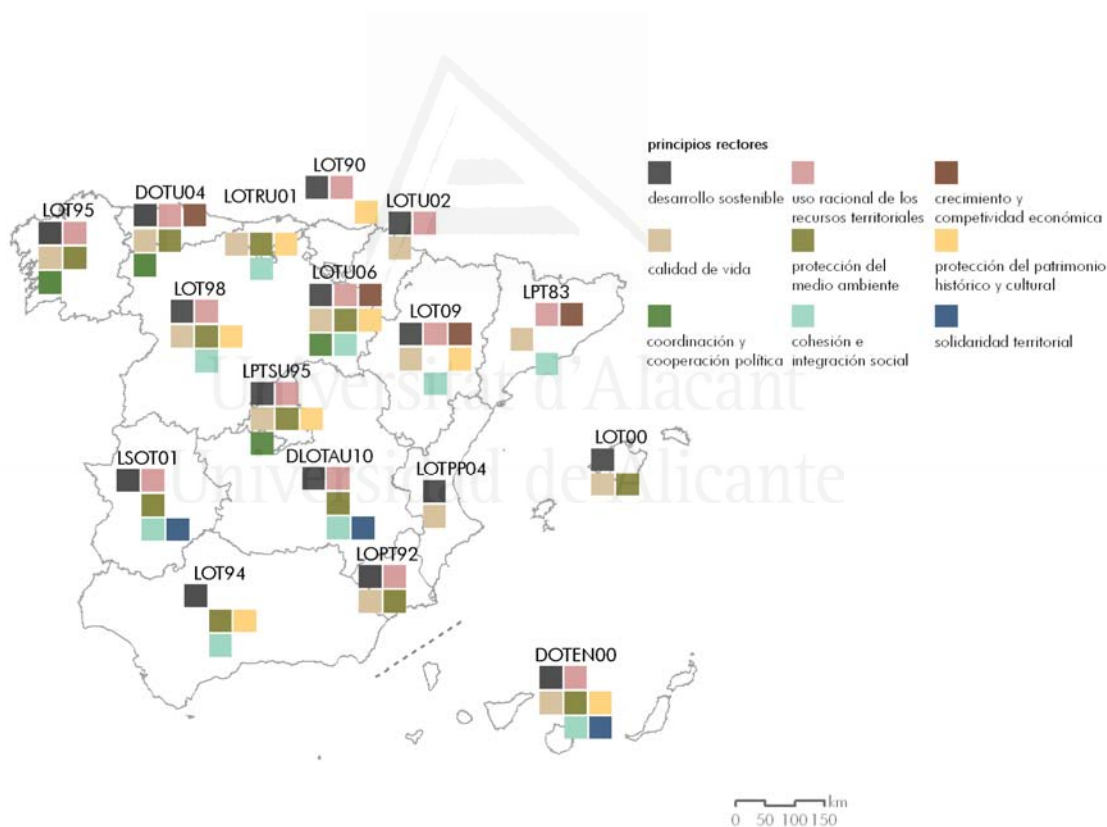 LOT90
principios rectores
DOTU04
LOTRU01
LOTU02
LOT95
desarrollo sostenible
uso racional de los
recursos territoriales
crecimiento y
competividad económica
LOT98
LOTU06
LOT09
LPT83
calidad de vida
protección del
medio ambiente
protección del patrimonio
histórico y cultural
coordinación y
cooperación política
cohesión e
integración social
solidaridad territorial
LPTSU95
Universitat d'Alacant
Universidad de Alicante
LSOT01
DLOTAU10
LOTPP04
LOT00
LOT94
LOPT92
DOTEN00
km
0 50 100 150